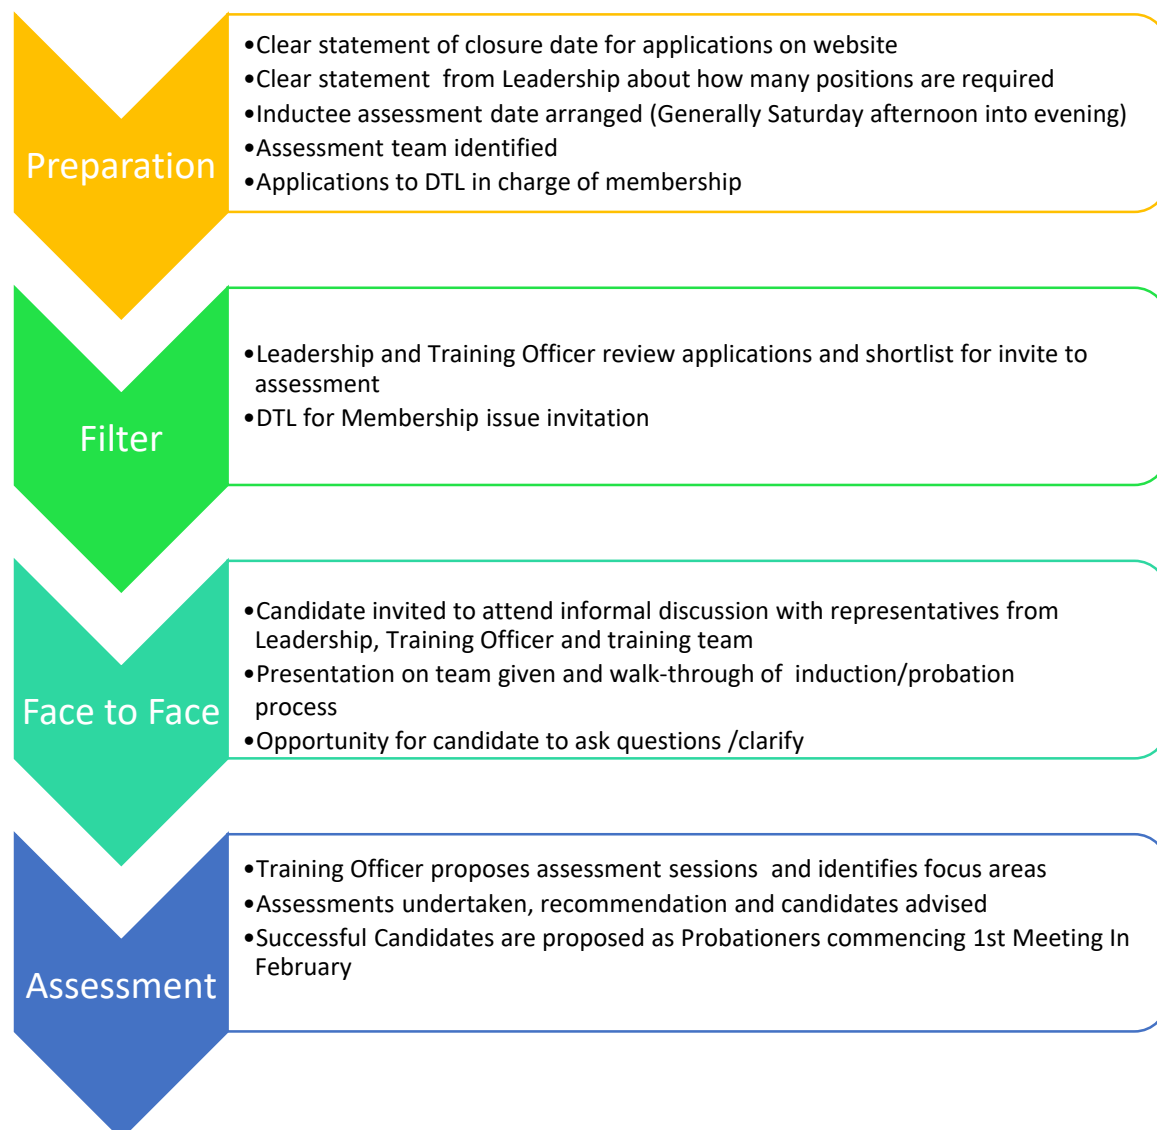 Preparation
•Clear statement of closure date for applications on website
•Clear statement  from Leadership about how many positions are required
•Inductee assessment date arranged (Generally Saturday afternoon into evening)
•Assessment team identified
•Applications to DTL in charge of membership
Filter
•Leadership and Training Officer review applications and shortlist for invite to
assessment
•DTL for Membership issue invitation
Face to Face
•Candidate invited to attend informal discussion with representatives from
Leadership, Training Officer and training team
•Presentation on team given and walk-through of  induction/probation
process
•Opportunity for candidate to ask questions /clarify
Assessment
•Training Officer proposes assessment sessions  and identifies focus areas
•Assessments undertaken, recommendation and candidates advised
•Successful Candidates are proposed as Probationers commencing 1st Meeting In
February